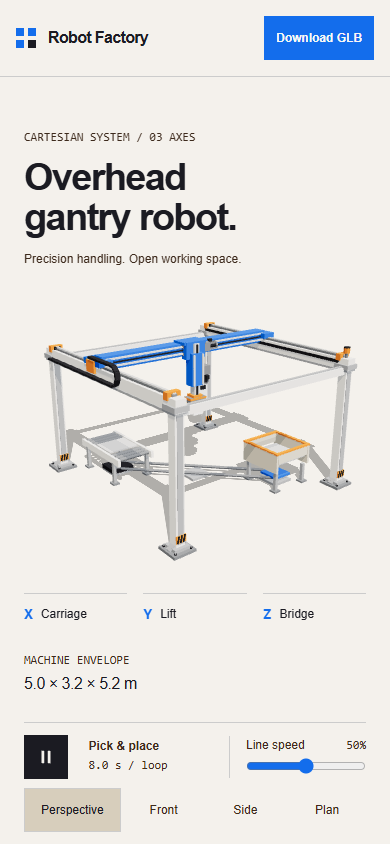 Robot Factory
Download GLB
CARTESIAN SYSTEM / 03 AXES
Overhead
gantry robot.
Precision handling. Open working space.
X Carriage
Y Lift
Z Bridge
MACHINE ENVELOPE
5.0 × 3.2 × 5.2 m
Pick & place
8.0 s / loop
Line speed 50%
Perspective
Front
Side
Plan